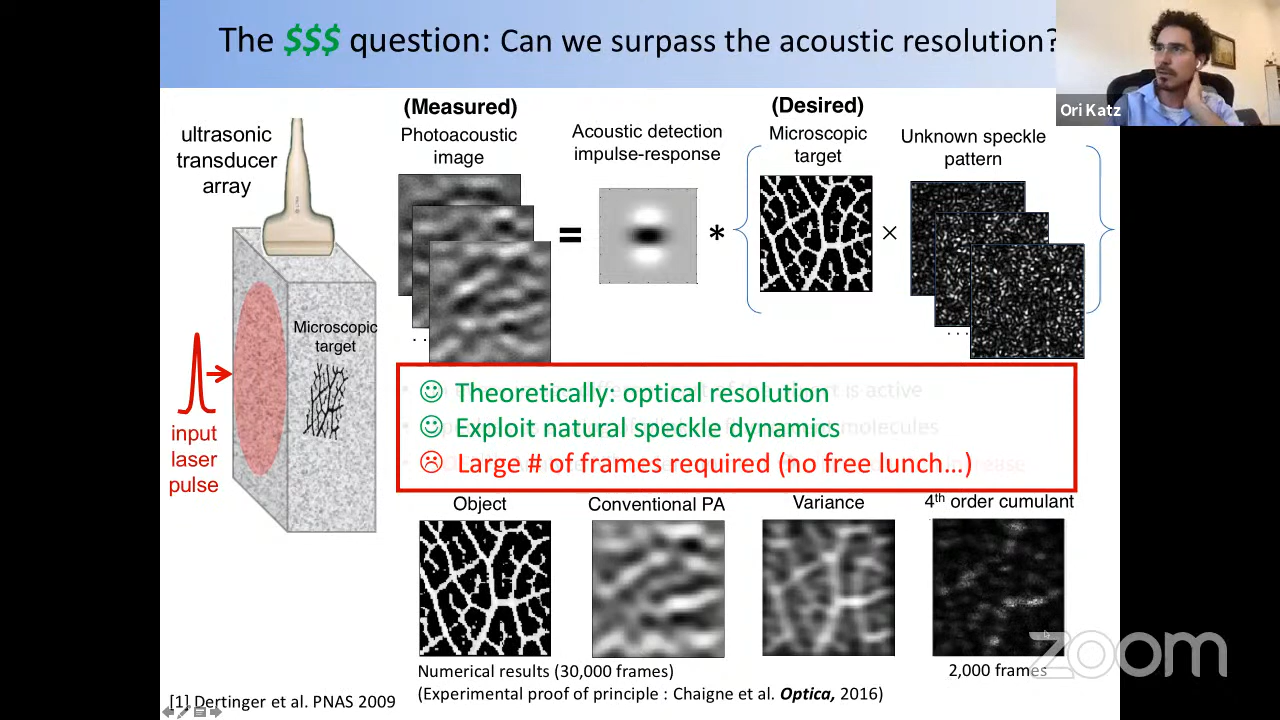 The $$$ question: Can we surpass the acoustic resolution?
Ori Katz
ultrasonic
transducer
array
(Measured)
Photoacoustic
image
Acoustic detection
impulse-response
(Desired)
Microscopic
target
Unknown speckle
pattern
=
*
×
. .
. . .
Microscopic
target
input
laser
pulse
☺ Theoretically: optical resolution
☺ Exploit natural speckle dynamics
☹ Large # of frames required (no free lunch…)
is active
molecules
Object
Conventional PA
Variance
4th order cumulant
Numerical results (30,000 frames)
2,000 frames
(Experimental proof of principle : Chaigne et al. Optica, 2016)
[1] Dertinger et al. PNAS 2009
zoom